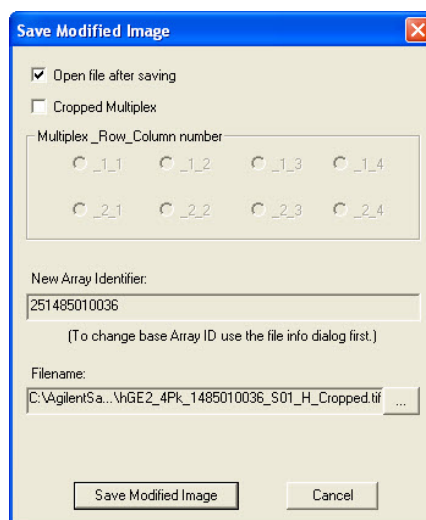 Save Modified Image
Open file after saving
Cropped Multiplex
Multiplex _Row_Column number
_1_1 _1_2 _1_3 _1_4
_2_1 _2_2 _2_3 _2_4
New Array Identifier:
251485010036
(To change base Array ID use the file info dialog first.)
Filename:
C:\AgilentSa...\hGE2_4Pk_1485010036_S01_H_Cropped.tif ...
Save Modified Image Cancel